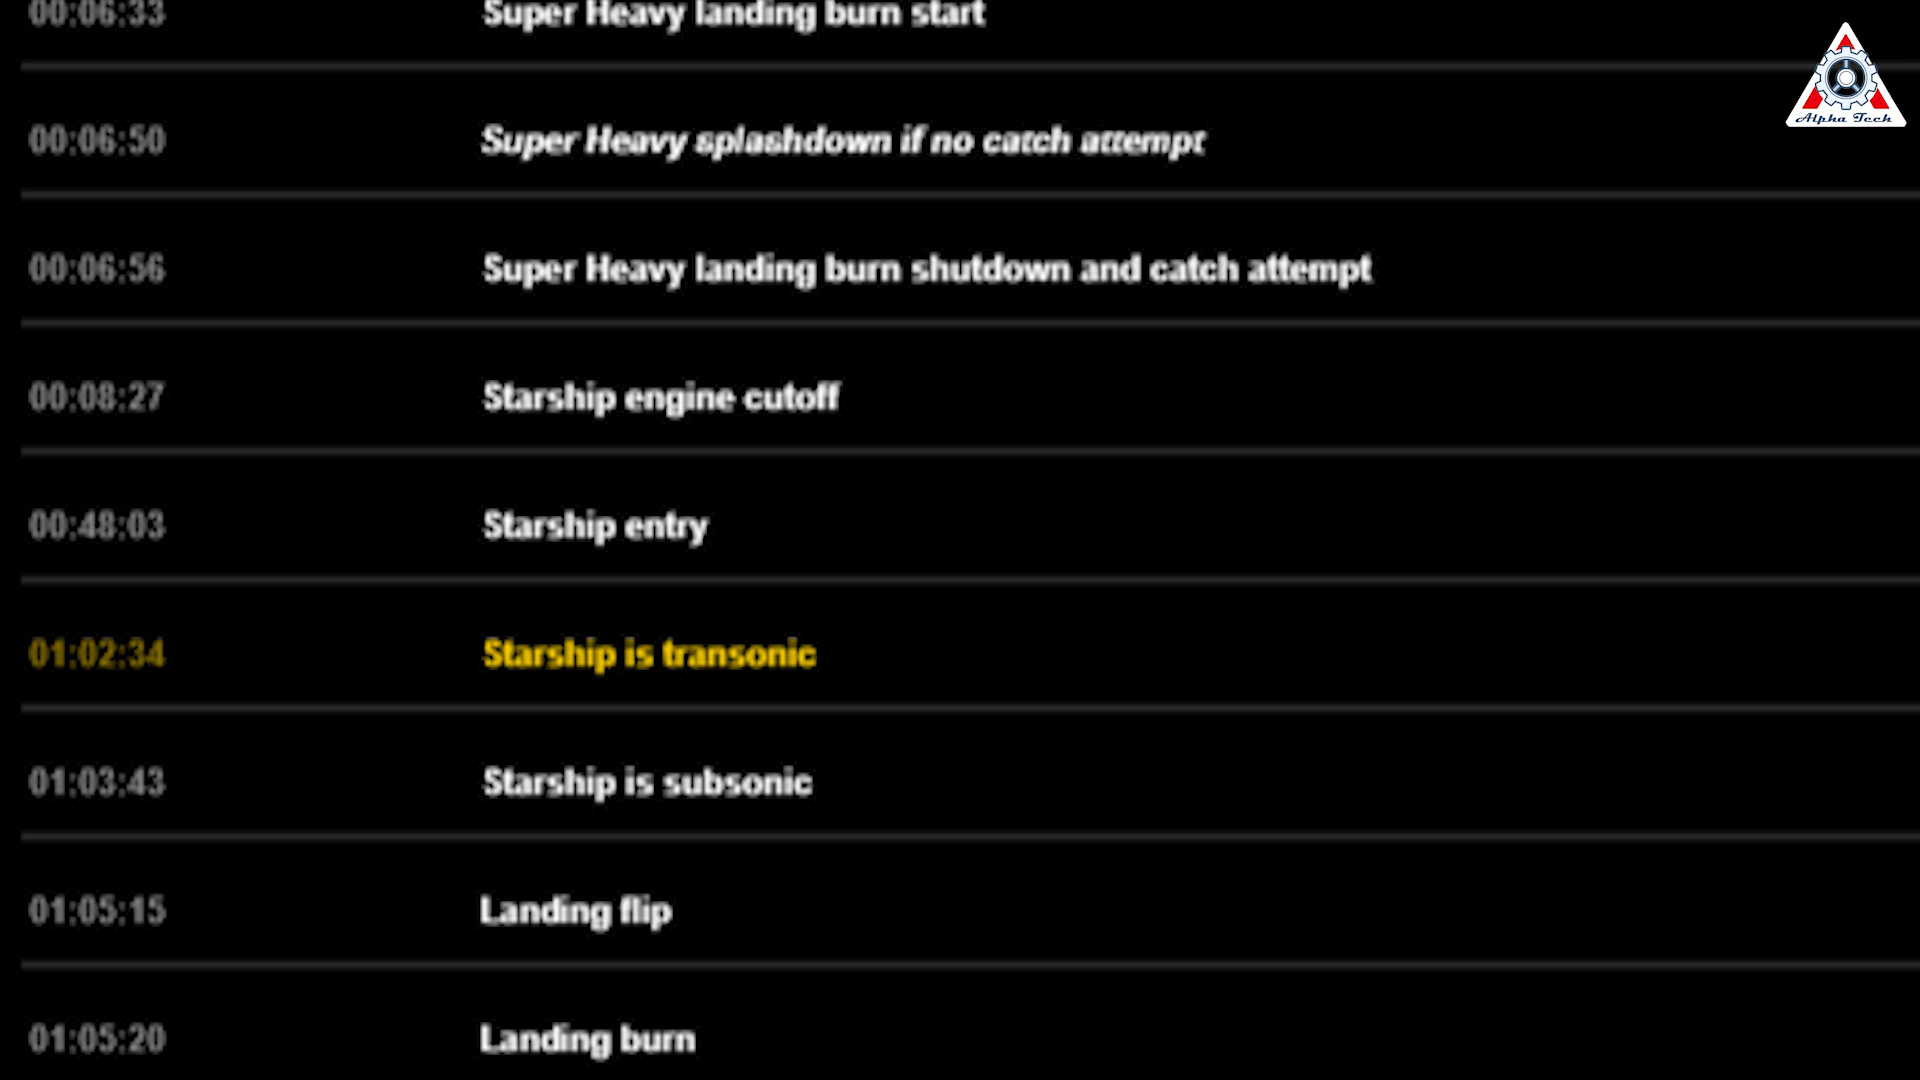 00:06:33 Super Heavy landing burn start
00:06:50 Super Heavy splashdown if no catch attempt
00:06:56 Super Heavy landing burn shutdown and catch attempt
00:08:27 Starship engine cutoff
00:48:03 Starship entry
01:02:34 Starship is transonic
01:03:43 Starship is subsonic
01:05:15 Landing flip
01:05:20 Landing burn
Alpha Tech